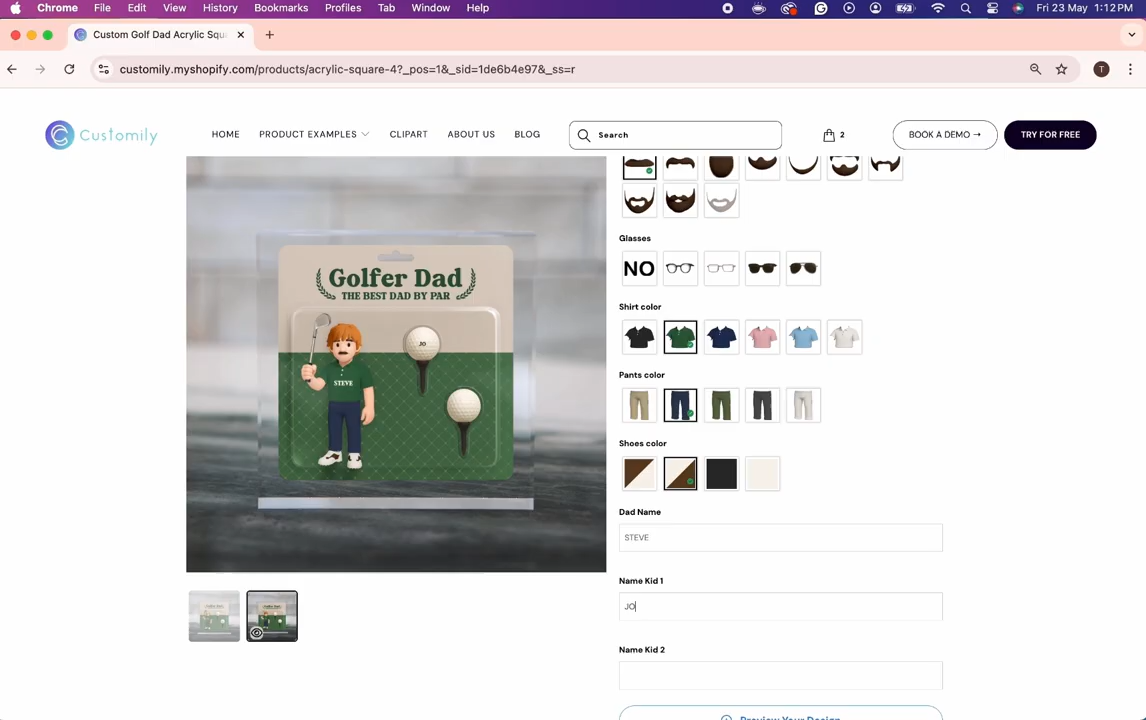 Chrome File Edit View History Bookmarks Profiles Tab Window Help Fri 23 May 1:12 PM
Custom Golf Dad Acrylic Squ
customily.myshopify.com/products/acrylic-square-4?_pos=1&_sid=1de6b4e97&_ss=r T
Customily HOME PRODUCT EXAMPLES CLIPART ABOUT US BLOG Search 2 BOOK A DEMO → TRY FOR FREE
Golfer Dad
THE BEST DAD BY PAR
JO
STEVE
Glasses
NO
Shirt color
Pants color
Shoes color
Dad Name
STEVE
Name Kid 1
JO
Name Kid 2
Preview Your Design